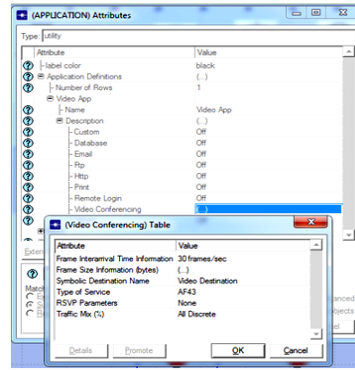 (APPLICATION) Attributes
Type: utility
Attribute Value
label color black
Application Definitions (...)
Number of Rows 1
Video App
Name Video App
Description (...)
Custom Off
Database Off
Email Off
Ftp Off
Http Off
Print Off
Remote Login Off
Video Conferencing (...)
(Video Conferencing) Table
Attribute Value
Frame Interarrival Time Information 30 frames/sec
Frame Size Information (bytes) (...)
Symbolic Destination Name Video Destination
Type of Service AF43
RSVP Parameters None
Traffic Mix (%) All Discrete
Details Promote OK Cancel